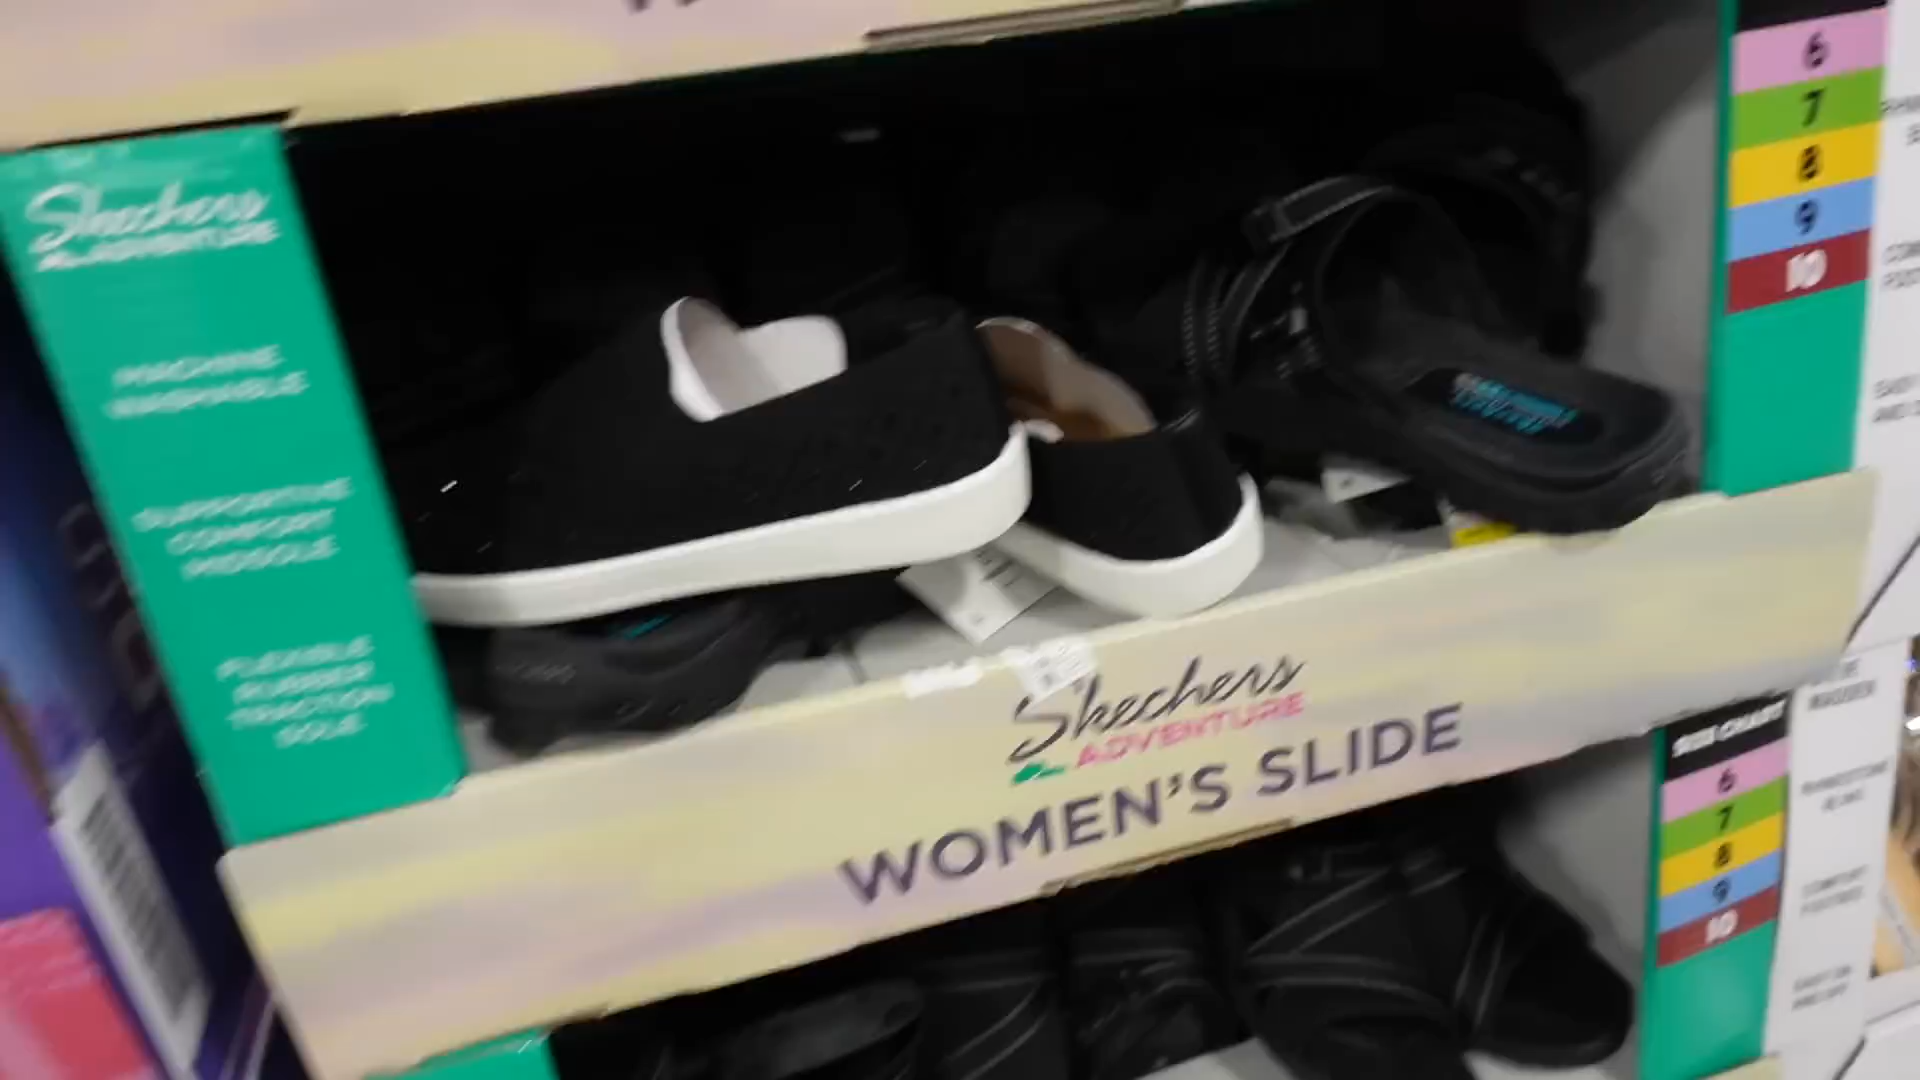 Skechers
ADVENTURE
MACHINE
WASHABLE
SUPPORTIVE
COMFORT
MIDSOLE
FLEXIBLE
RUBBER
TRACTION
SOLE
6
7
8
9
10
Skechers
ADVENTURE
WOMEN'S SLIDE
SIZE CHART
6
7
8
9
10